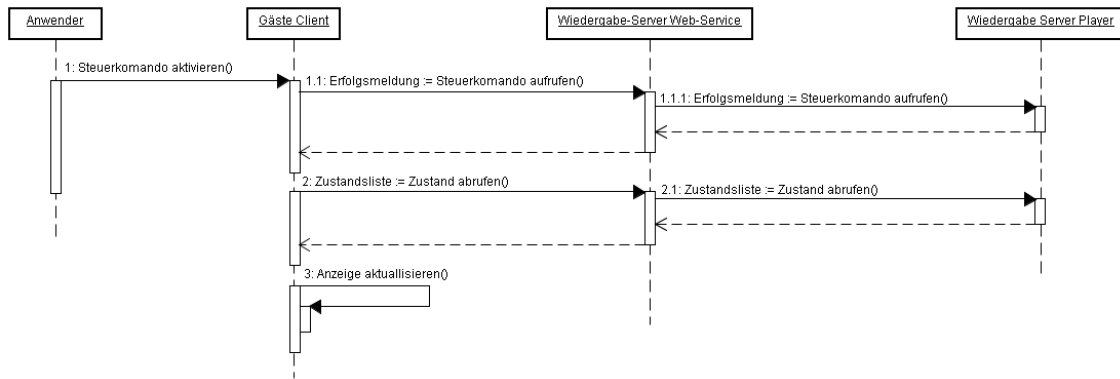 Anwender
Gäste Client
Wiedergabe-Server Web-Service
Wiedergabe Server Player
1: Steuerkomando aktivieren()
1.1: Erfolgsmeldung := Steuerkomando aufrufen()
1.1.1: Erfolgsmeldung := Steuerkomando aufrufen()
2: Zustandsliste := Zustand abrufen()
2.1: Zustandsliste := Zustand abrufen()
3: Anzeige aktuallisieren()